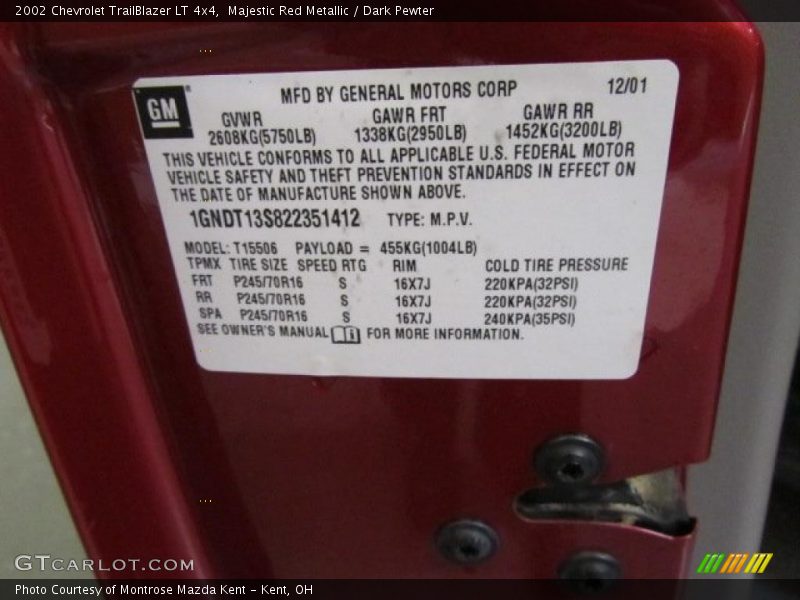 2002 Chevrolet TrailBlazer LT 4x4,  Majestic Red Metallic / Dark Pewter
GM
MFD BY GENERAL MOTORS CORP 12/01
GVWR GAWR FRT GAWR RR
2608KG(5750LB) 1338KG(2950LB) 1452KG(3200LB)
THIS VEHICLE CONFORMS TO ALL APPLICABLE U.S. FEDERAL MOTOR
VEHICLE SAFETY AND THEFT PREVENTION STANDARDS IN EFFECT ON
THE DATE OF MANUFACTURE SHOWN ABOVE.
1GNDT13S822351412 TYPE: M.P.V.
MODEL: T15506 PAYLOAD = 455KG(1004LB)
TPMX TIRE SIZE SPEED RTG RIM COLD TIRE PRESSURE
FRT P245/70R16 S 16X7J 220KPA(32PSI)
RR P245/70R16 S 16X7J 220KPA(32PSI)
SPA P245/70R16 S 16X7J 240KPA(35PSI)
SEE OWNER'S MANUAL FOR MORE INFORMATION.
GTCARLOT.COM
Photo Courtesy of Montrose Mazda Kent - Kent, OH